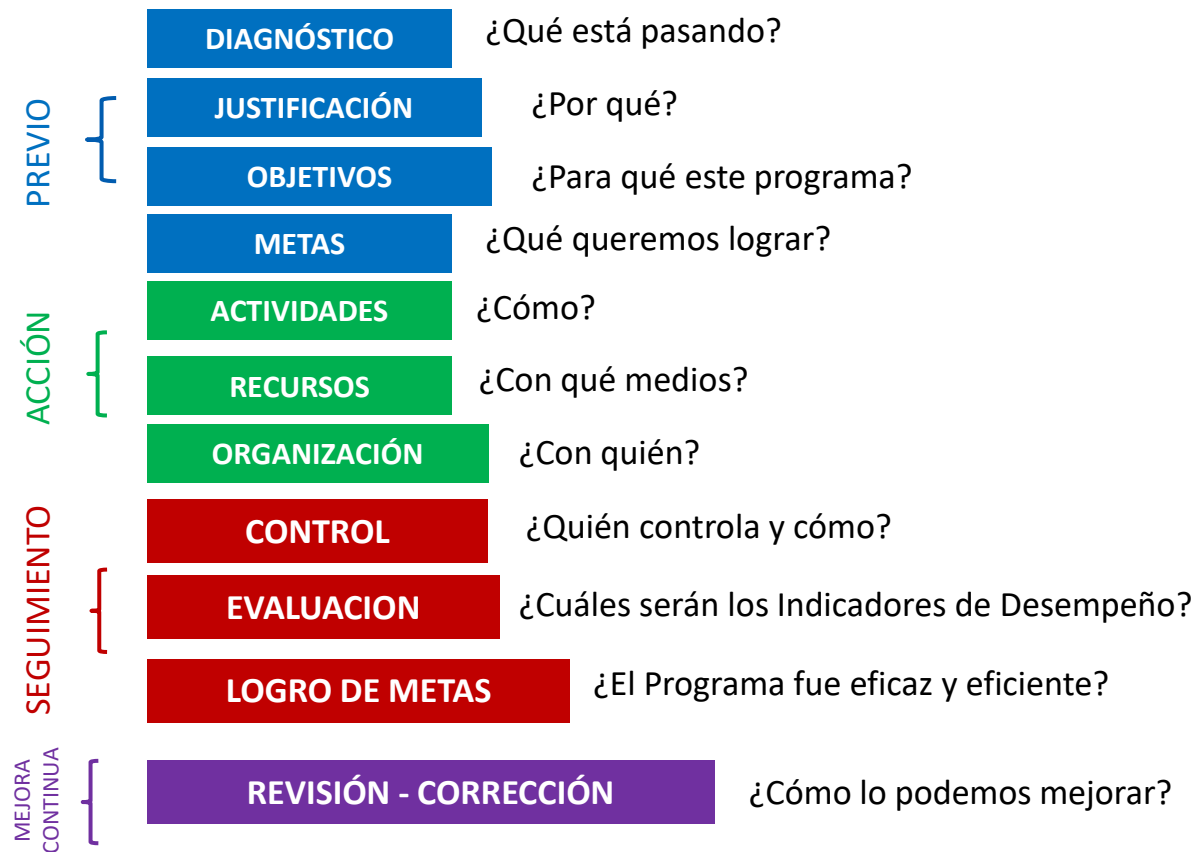 DIAGNÓSTICO ¿Qué está pasando?
PREVIO
JUSTIFICACIÓN ¿Por qué?
OBJETIVOS ¿Para qué este programa?
METAS ¿Qué queremos lograr?
ACCIÓN
ACTIVIDADES ¿Cómo?
RECURSOS ¿Con qué medios?
ORGANIZACIÓN ¿Con quién?
SEGUIMIENTO
CONTROL ¿Quién controla y cómo?
EVALUACION ¿Cuáles serán los Indicadores de Desempeño?
LOGRO DE METAS ¿El Programa fue eficaz y eficiente?
MEJORA
CONTINUA
REVISIÓN - CORRECCIÓN ¿Cómo lo podemos mejorar?